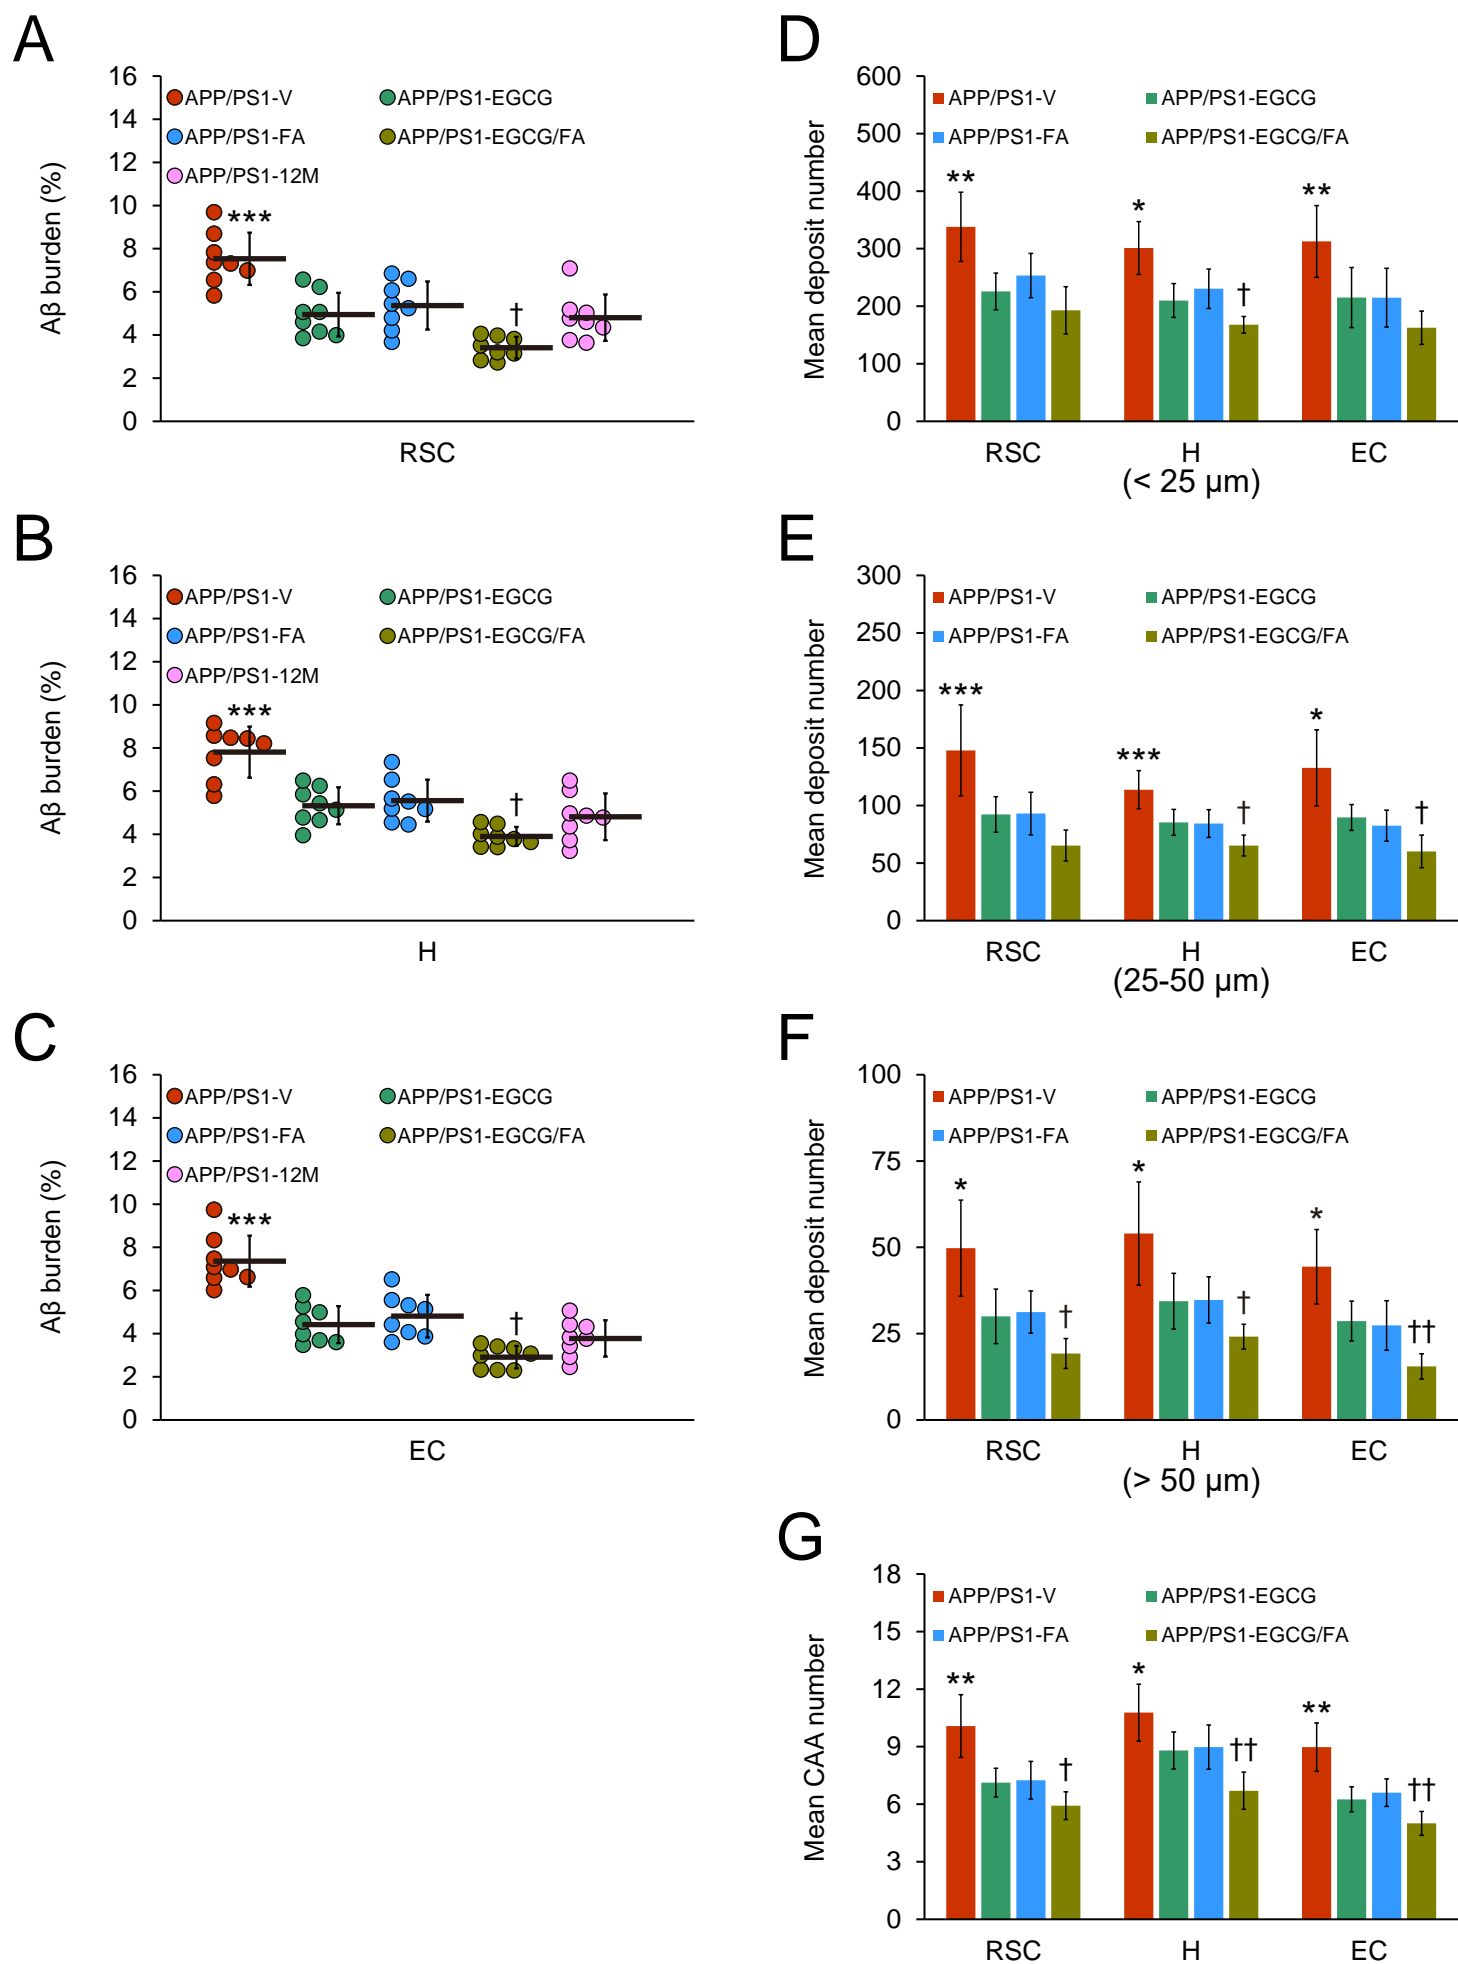 A
Aβ burden (%)
16
14
12
10
8
6
4
2
0
APP/PS1-V
APP/PS1-EGCG
APP/PS1-FA
APP/PS1-EGCG/FA
APP/PS1-12M
***
†
RSC
B
Aβ burden (%)
16
14
12
10
8
6
4
2
0
APP/PS1-V
APP/PS1-EGCG
APP/PS1-FA
APP/PS1-EGCG/FA
APP/PS1-12M
***
†
H
C
Aβ burden (%)
16
14
12
10
8
6
4
2
0
APP/PS1-V
APP/PS1-EGCG
APP/PS1-FA
APP/PS1-EGCG/FA
APP/PS1-12M
***
†
EC
D
Mean deposit number
600
500
400
300
200
100
0
APP/PS1-V
APP/PS1-EGCG
APP/PS1-FA
APP/PS1-EGCG/FA
**
*
†
**
RSC
H
EC
(< 25 µm)
E
Mean deposit number
300
250
200
150
100
50
0
APP/PS1-V
APP/PS1-EGCG
APP/PS1-FA
APP/PS1-EGCG/FA
***
***
†
*
†
RSC
H
EC
(25-50 µm)
F
Mean deposit number
100
75
50
25
0
APP/PS1-V
APP/PS1-EGCG
APP/PS1-FA
APP/PS1-EGCG/FA
*
†
*
†
*
††
RSC
H
EC
(> 50 µm)
G
Mean CAA number
18
15
12
9
6
3
0
APP/PS1-V
APP/PS1-EGCG
APP/PS1-FA
APP/PS1-EGCG/FA
**
†
*
††
**
††
RSC
H
EC